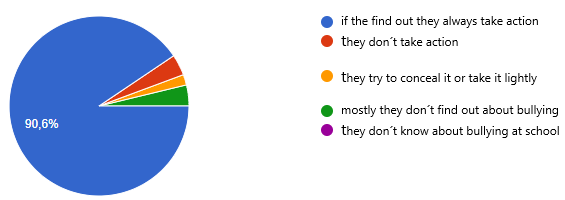 90,6%
if the find out they always take action
they don´t take action
they try to conceal it or take it lightly
mostly they don´t find out about bullying
they don´t know about bullying at school